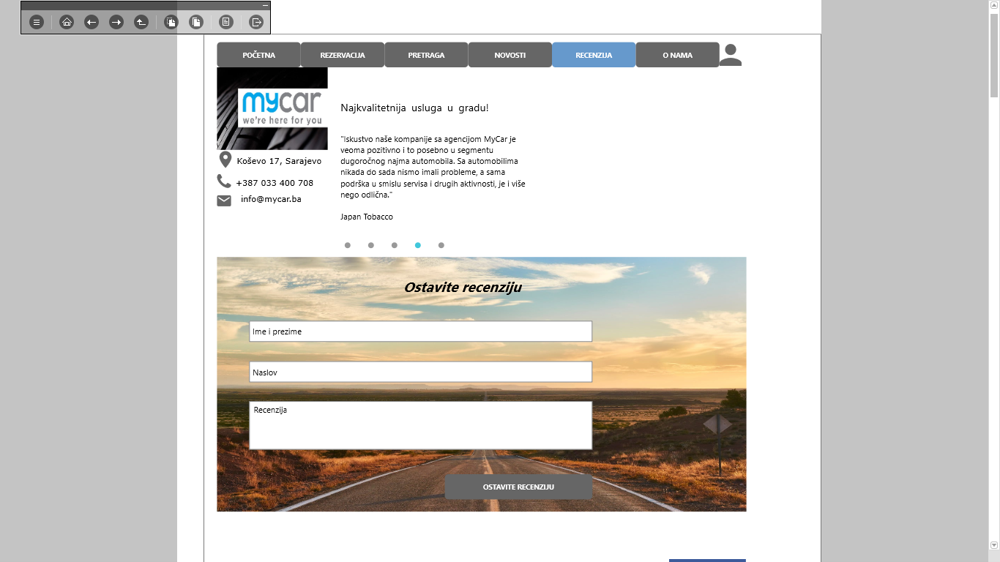 POČETNA REZERVACIJA PRETRAGA NOVOSTI RECENZIJA O NAMA
mycar
we're here for you
Koševo 17, Sarajevo
+387 033 400 708
info@mycar.ba
Najkvalitetnija usluga u gradu!
"Iskustvo naše kompanije sa agencijom MyCar je
veoma pozitivno i to posebno u segmentu
dugoročnog najma automobila. Sa automobilima
nikada do sada nismo imali probleme, a sama
podrška u smislu servisa i drugih aktivnosti, je i više
nego odlična."
Japan Tobacco
Ostavite recenziju
Ime i prezime
Naslov
Recenzija
OSTAVITE RECENZIJU